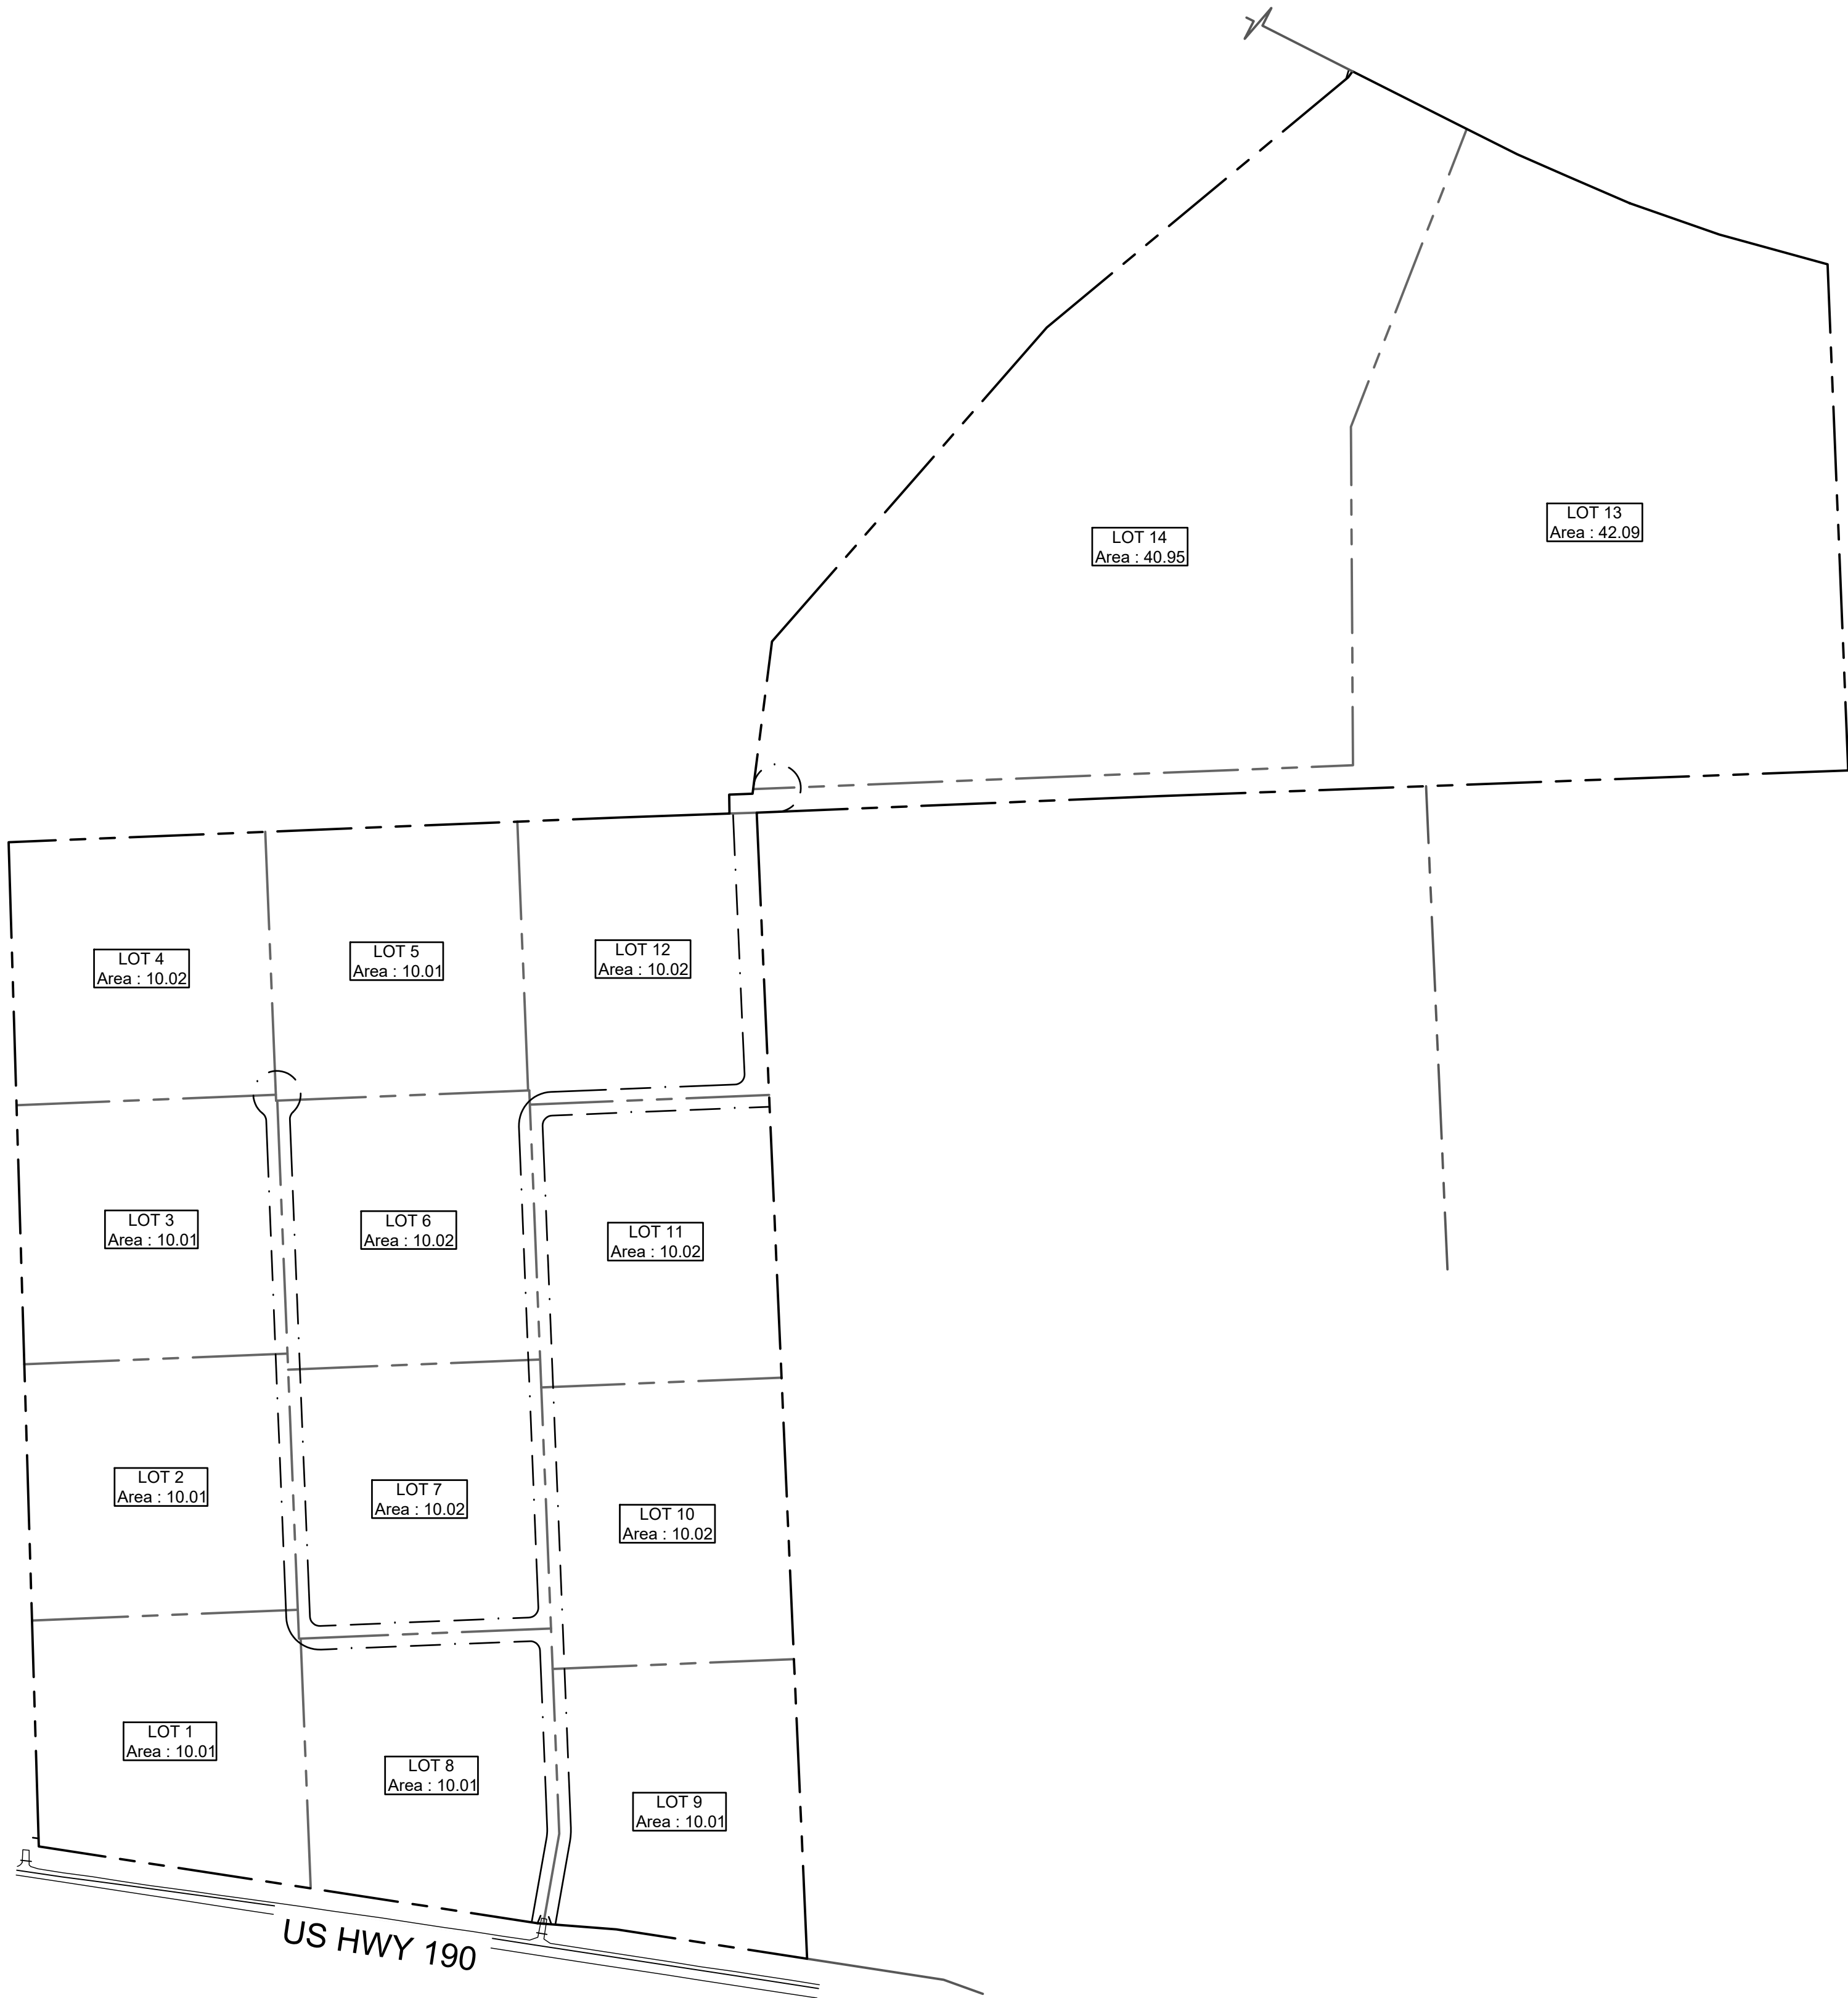 LOT 13
Area : 42.09
LOT 14
Area : 40.95
LOT 4
Area : 10.02
LOT 5
Area : 10.01
LOT 12
Area : 10.02
LOT 3
Area : 10.01
LOT 6
Area : 10.02
LOT 11
Area : 10.02
LOT 2
Area : 10.01
LOT 7
Area : 10.02
LOT 10
Area : 10.02
LOT 1
Area : 10.01
LOT 8
Area : 10.01
LOT 9
Area : 10.01
US HWY 190